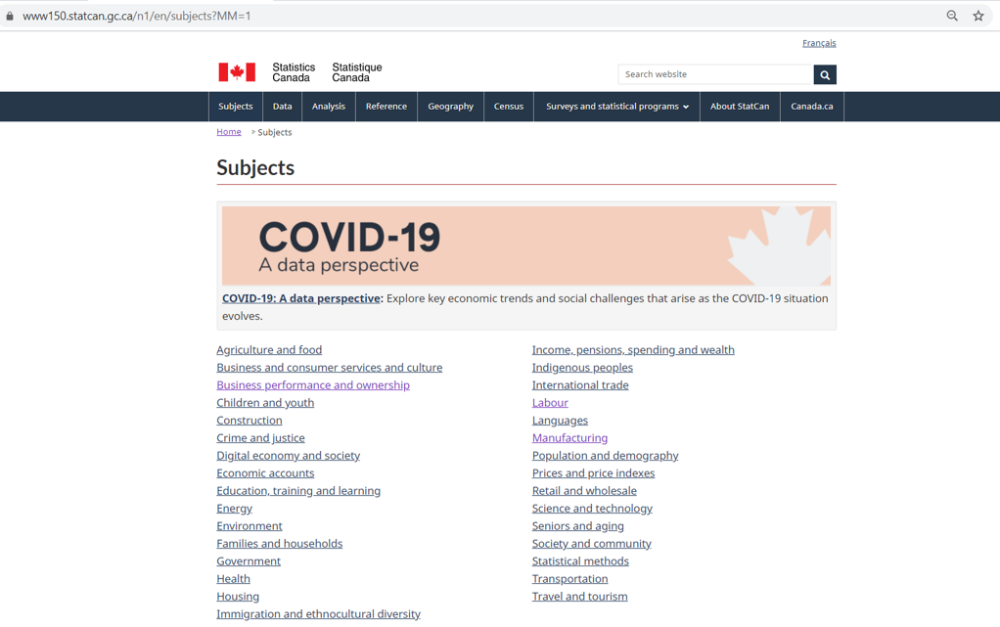 www150.statcan.gc.ca/n1/en/subjects?MM=1
Français
Statistics
Canada
Statistique
Canada
Search website
Subjects
Data
Analysis
Reference
Geography
Census
Surveys and statistical programs
About StatCan
Canada.ca
Home > Subjects
Subjects
COVID-19
A data perspective
COVID-19: A data perspective: Explore key economic trends and social challenges that arise as the COVID-19 situation
evolves.
Agriculture and food
Business and consumer services and culture
Business performance and ownership
Children and youth
Construction
Crime and justice
Digital economy and society
Economic accounts
Education, training and learning
Energy
Environment
Families and households
Government
Health
Housing
Immigration and ethnocultural diversity
Income, pensions, spending and wealth
Indigenous peoples
International trade
Labour
Languages
Manufacturing
Population and demography
Prices and price indexes
Retail and wholesale
Science and technology
Seniors and aging
Society and community
Statistical methods
Transportation
Travel and tourism